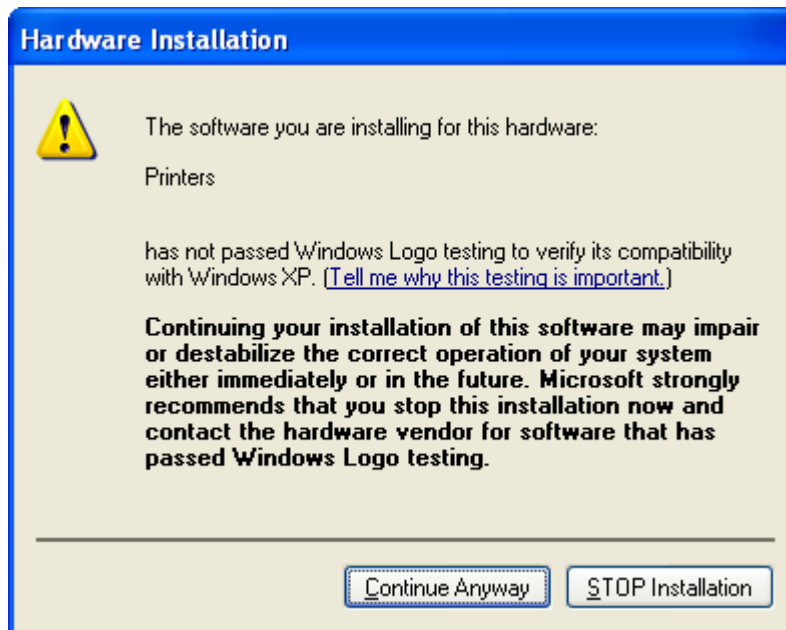 Hardware Installation
The software you are installing for this hardware:
Printers
has not passed Windows Logo testing to verify its compatibility
with Windows XP. (Tell me why this testing is important.)
Continuing your installation of this software may impair
or destabilize the correct operation of your system
either immediately or in the future. Microsoft strongly
recommends that you stop this installation now and
contact the hardware vendor for software that has
passed Windows Logo testing.
Continue Anyway
STOP Installation